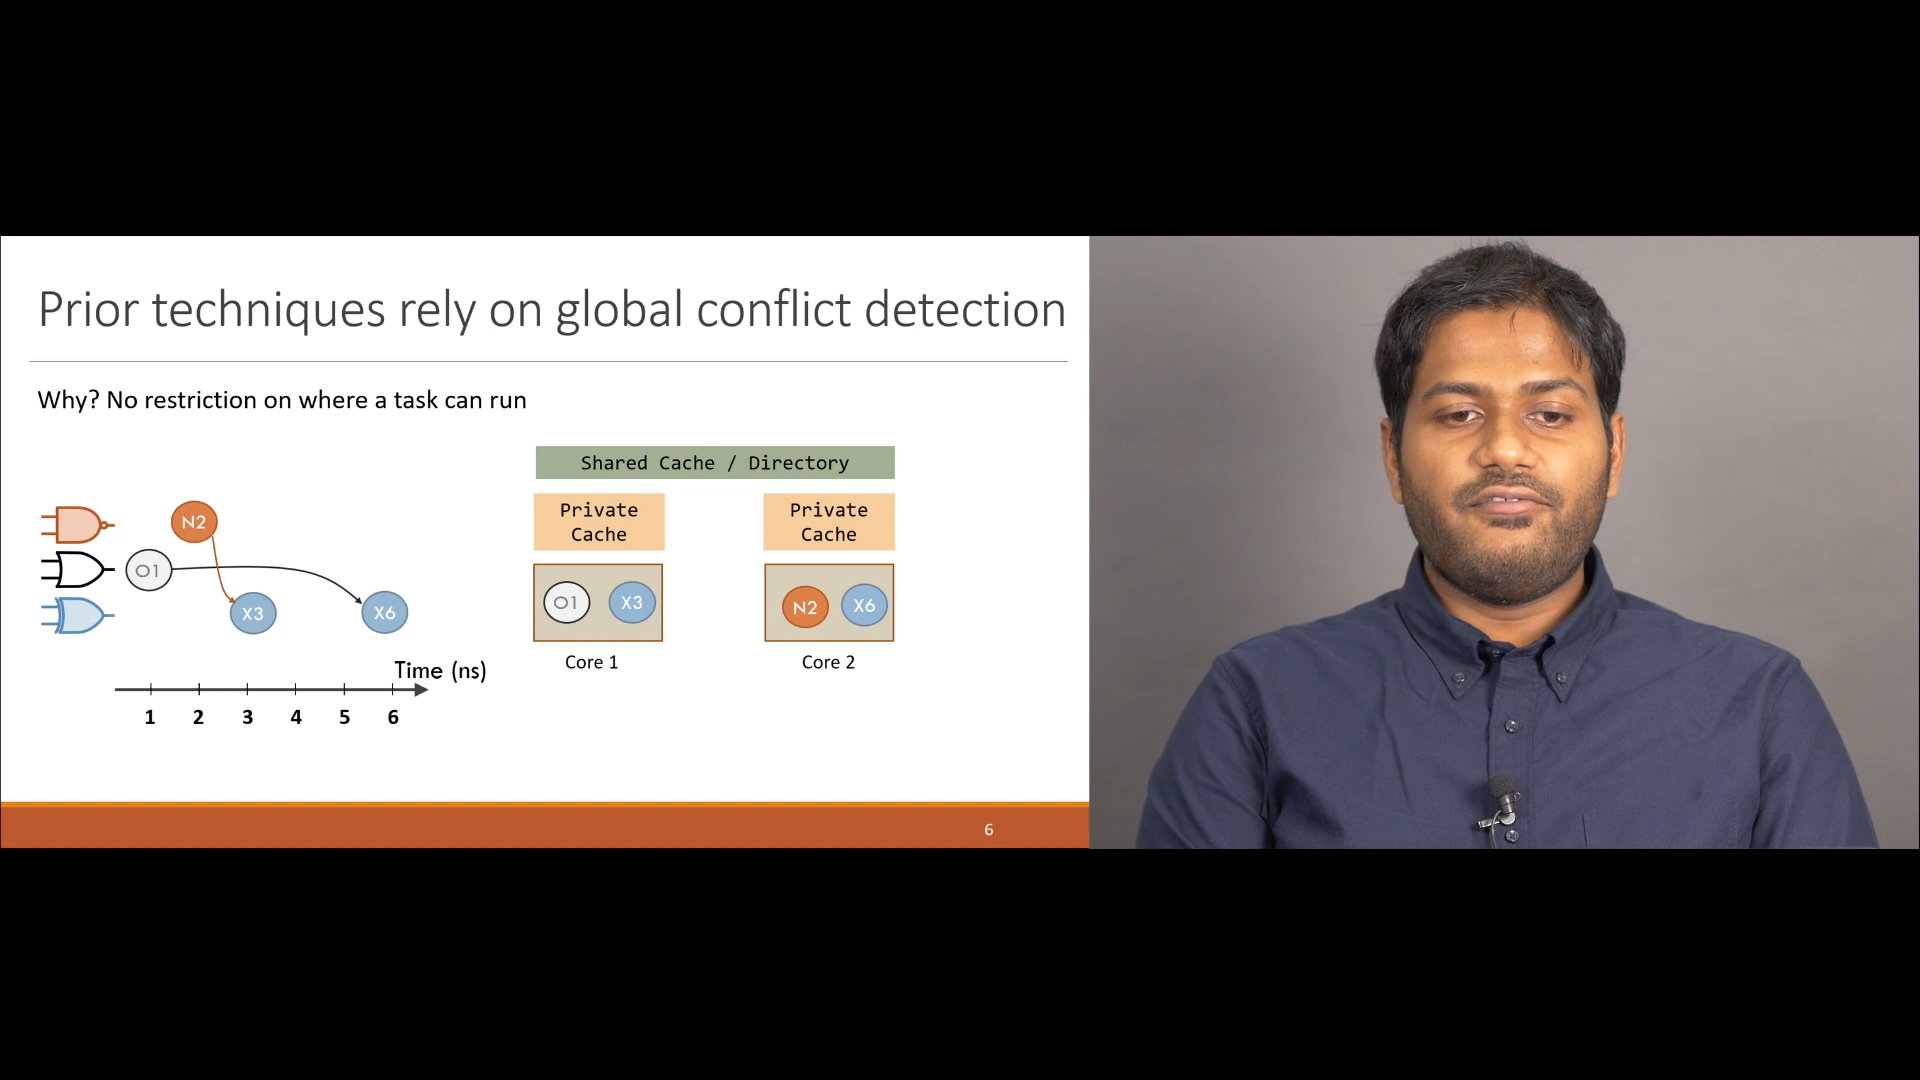 Prior techniques rely on global conflict detection
Why? No restriction on where a task can run
Shared Cache / Directory
Private
Cache
Private
Cache
N2
O1
X3
X6
O1
X3
N2
X6
Core 1
Core 2
Time (ns)
1 2 3 4 5 6
6